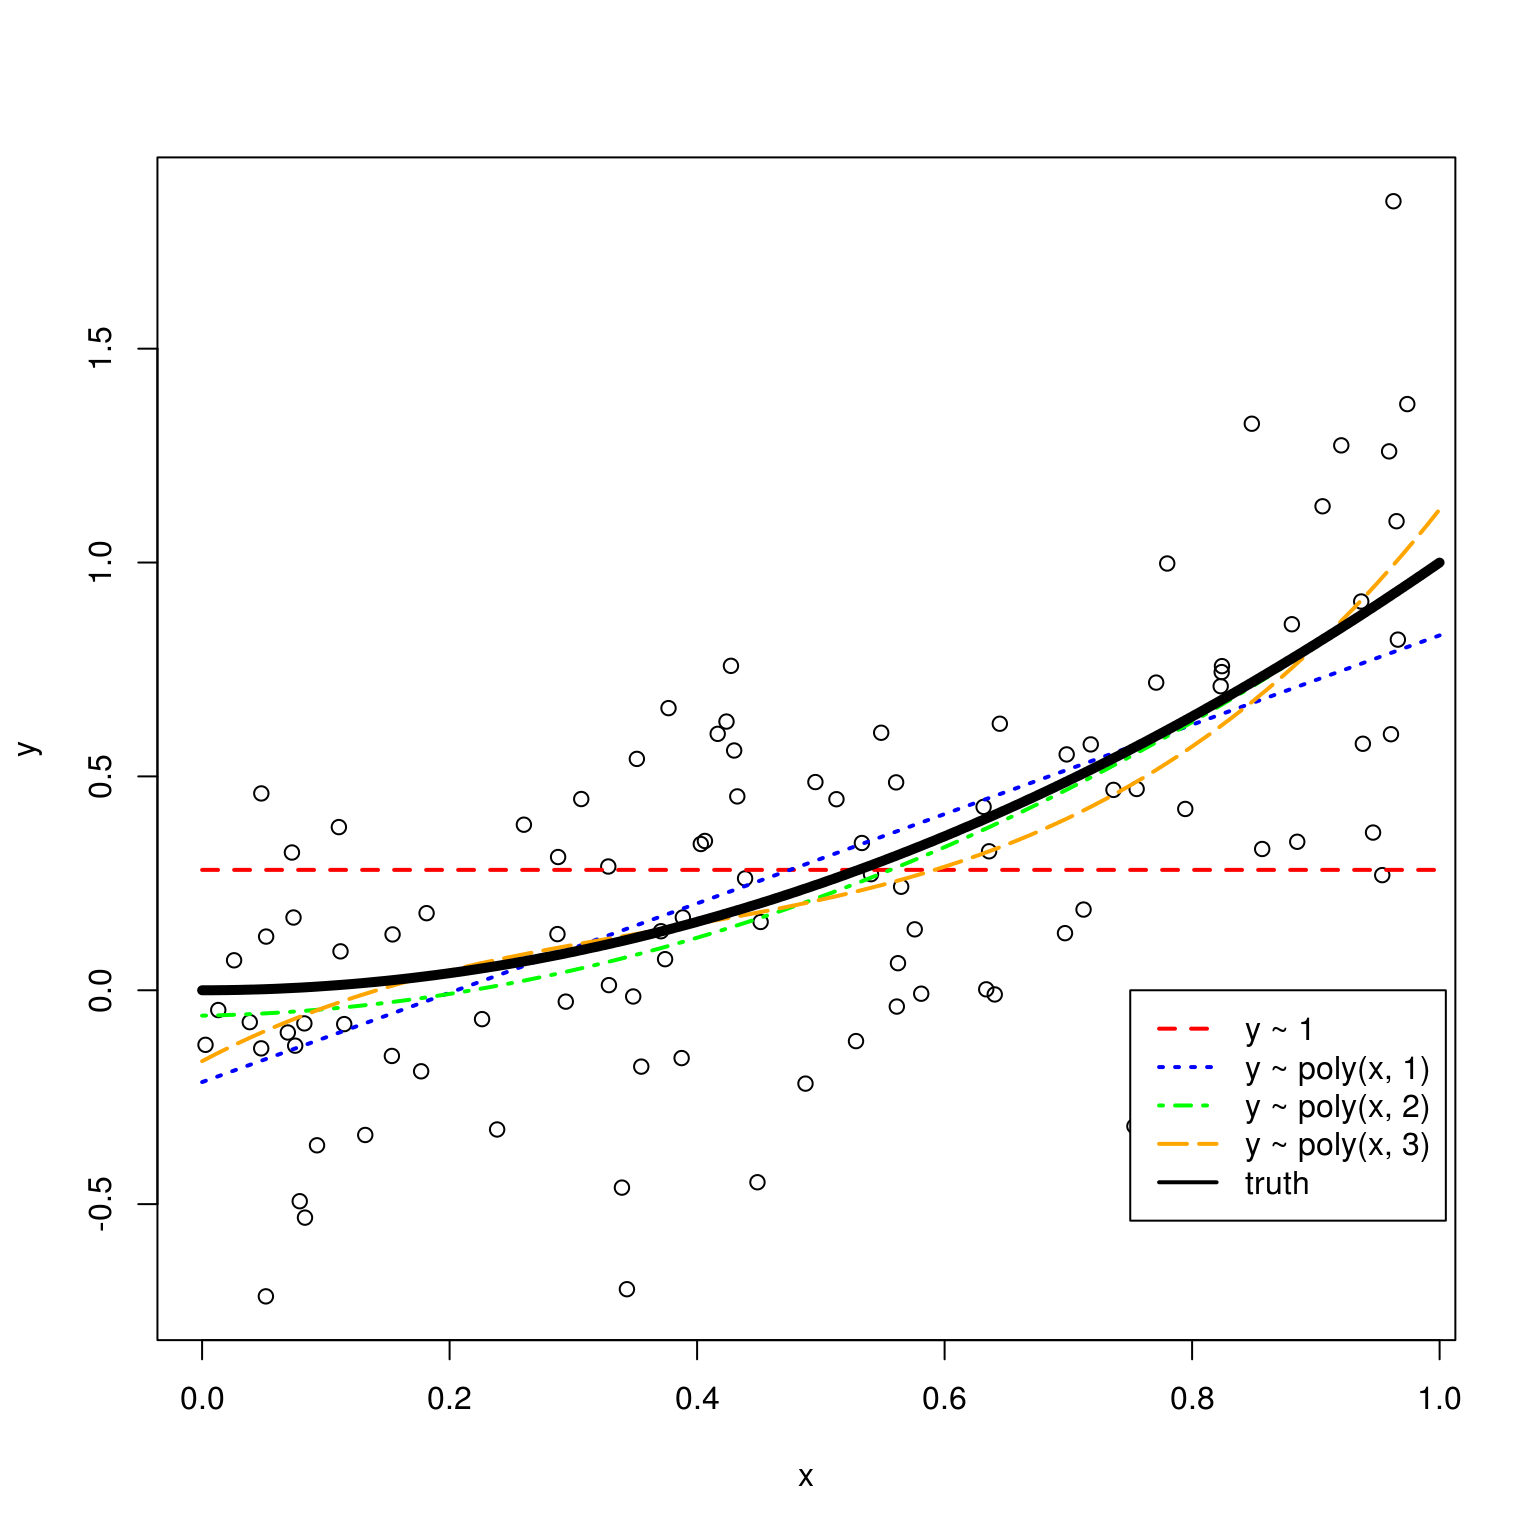 1.5
1.0
0.5
0.0
-0.5
y
0.0 0.2 0.4 0.6 0.8 1.0
x
y ~ 1
y ~ poly(x, 1)
y ~ poly(x, 2)
y ~ poly(x, 3)
truth